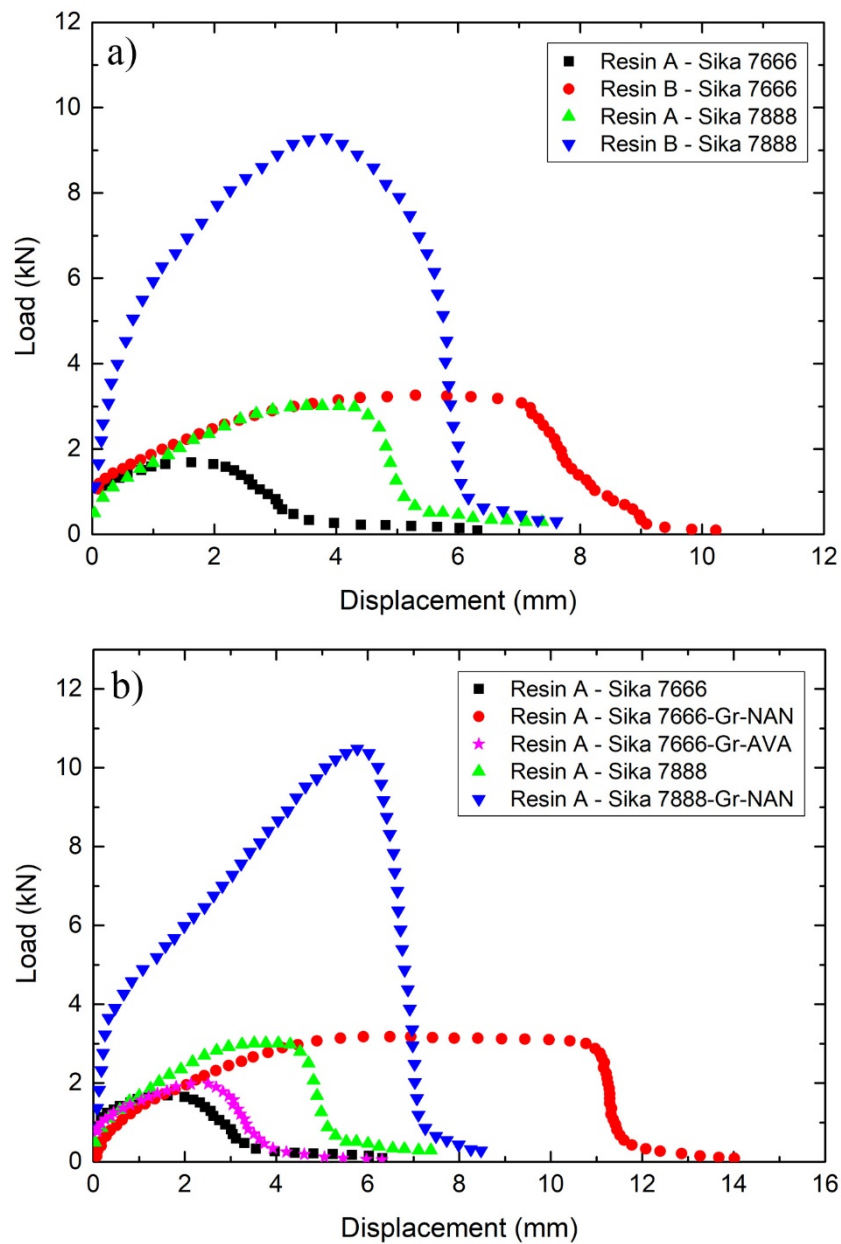 a)
Resin A - Sika 7666
Resin B - Sika 7666
Resin A - Sika 7888
Resin B - Sika 7888
12
10
8
6
4
2
0
Load (kN)
0 2 4 6 8 10 12
Displacement (mm)
b)
Resin A - Sika 7666
Resin A - Sika 7666-Gr-NAN
Resin A - Sika 7666-Gr-AVA
Resin A - Sika 7888
Resin A - Sika 7888-Gr-NAN
12
10
8
6
4
2
0
Load (kN)
0 2 4 6 8 10 12 14 16
Displacement (mm)